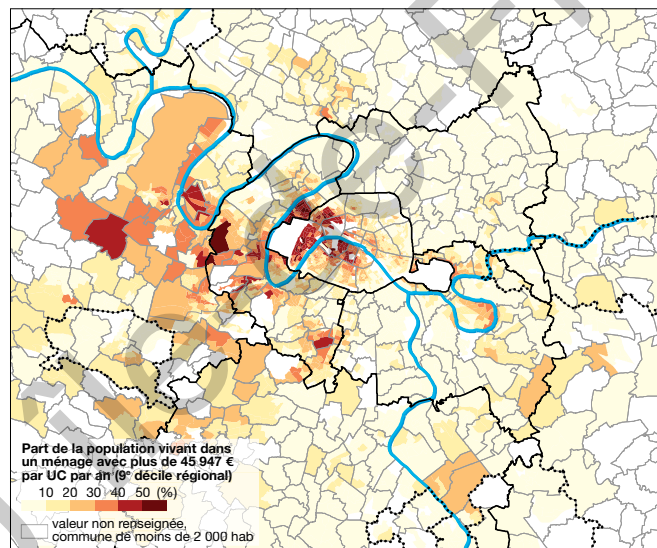 Part de la population vivant dans
un ménage avec plus de 45 947 €
par UC par an (9e décile régional)
10 20 30 40 50 (%)
valeur non renseignée,
commune de moins de 2 000 hab